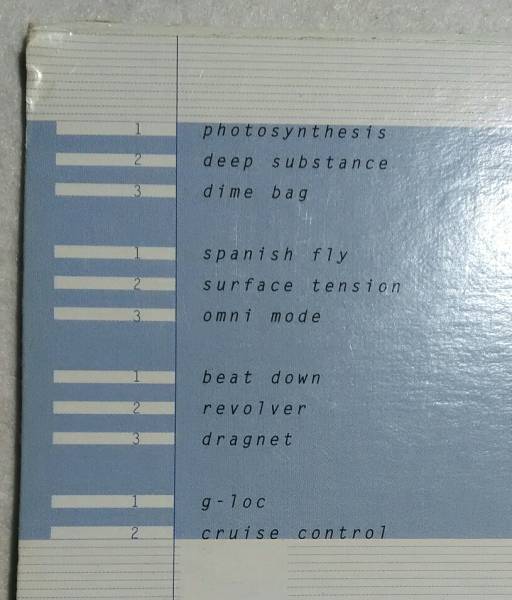 1 photosynthesis
2 deep substance
3 dime bag
1 spanish fly
2 surface tension
3 omni mode
1 beat down
2 revolver
3 dragnet
1 g-loc
2 cruise control